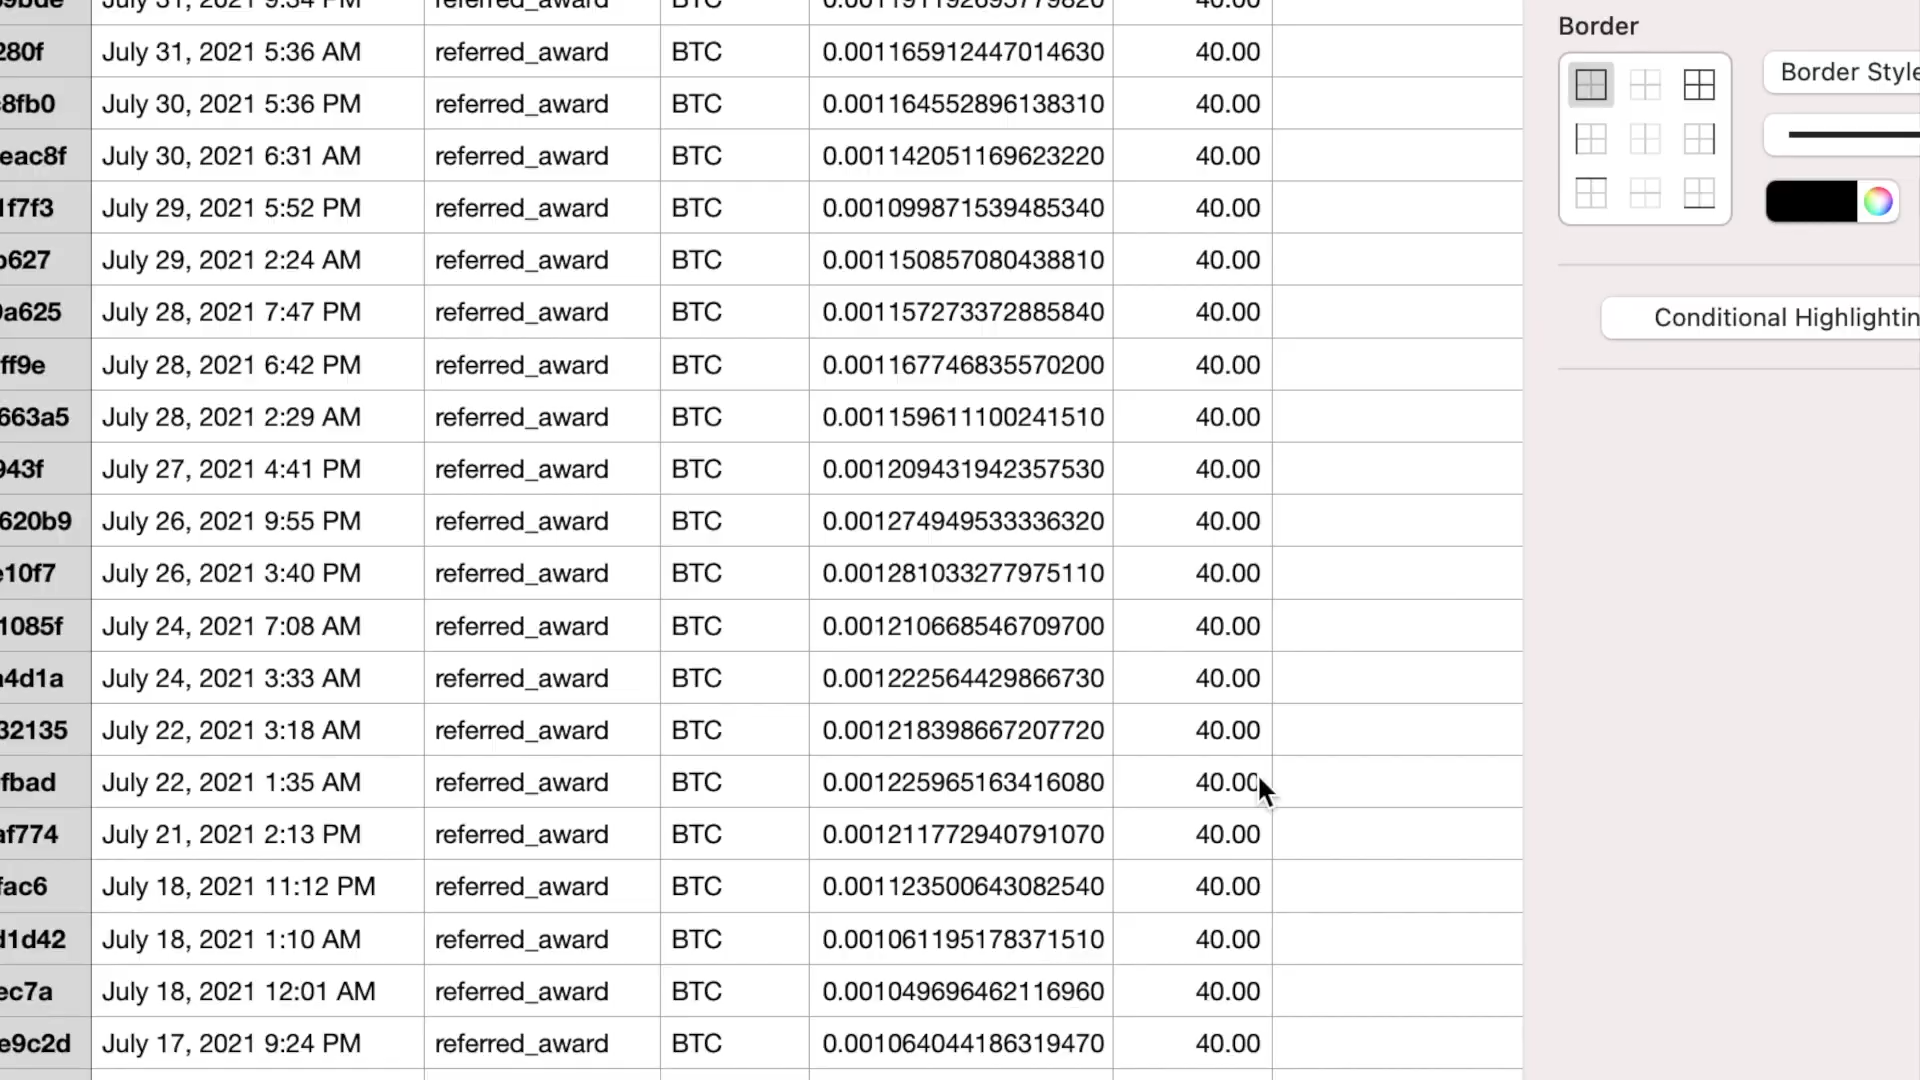 July 31, 2021 9:34 PM referred_award BTC 40.00
280f July 31, 2021 5:36 AM referred_award BTC 0.001165912447014630 40.00
8fb0 July 30, 2021 5:36 PM referred_award BTC 0.001164552896138310 40.00
eac8f July 30, 2021 6:31 AM referred_award BTC 0.001142051169623220 40.00
1f7f3 July 29, 2021 5:52 PM referred_award BTC 0.001099871539485340 40.00
b627 July 29, 2021 2:24 AM referred_award BTC 0.001150857080438810 40.00
a625 July 28, 2021 7:47 PM referred_award BTC 0.001157273372885840 40.00
ff9e July 28, 2021 6:42 PM referred_award BTC 0.001167746835570200 40.00
663a5 July 28, 2021 2:29 AM referred_award BTC 0.001159611100241510 40.00
943f July 27, 2021 4:41 PM referred_award BTC 0.001209431942357530 40.00
620b9 July 26, 2021 9:55 PM referred_award BTC 0.001274949533336320 40.00
e10f7 July 26, 2021 3:40 PM referred_award BTC 0.001281033277975110 40.00
1085f July 24, 2021 7:08 AM referred_award BTC 0.001210668546709700 40.00
a4d1a July 24, 2021 3:33 AM referred_award BTC 0.001222564429866730 40.00
32135 July 22, 2021 3:18 AM referred_award BTC 0.001218398667207720 40.00
fbad July 22, 2021 1:35 AM referred_award BTC 0.001225965163416080 40.00
af774 July 21, 2021 2:13 PM referred_award BTC 0.001211772940791070 40.00
fac6 July 18, 2021 11:12 PM referred_award BTC 0.001123500643082540 40.00
d1d42 July 18, 2021 1:10 AM referred_award BTC 0.001061195178371510 40.00
ec7a July 18, 2021 12:01 AM referred_award BTC 0.001049696462116960 40.00
e9c2d July 17, 2021 9:24 PM referred_award BTC 0.001064044186319470 40.00
Border
Border Style
Conditional Highlightin